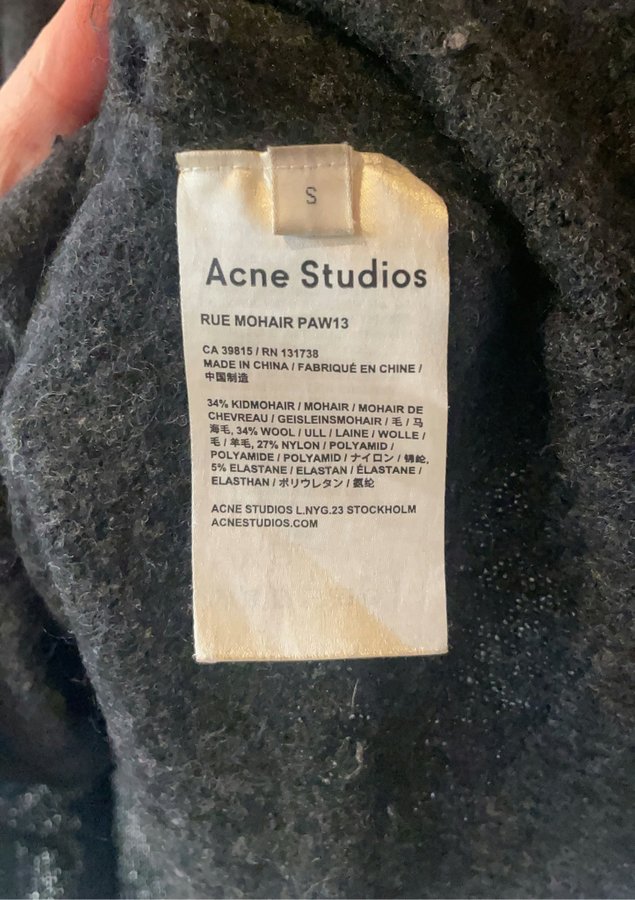 S
Acne Studios
RUE MOHAIR PAW13
CA 39815 / RN 131738
MADE IN CHINA / FABRIQUÉ EN CHINE /
中国制造
34% KIDMOHAIR / MOHAIR / MOHAIR DE
CHEVREAU / GEISLEINSMOHAIR / 毛 / 马
海毛, 34% WOOL / ULL / LAINE / WOLLE /
毛 / 羊毛, 27% NYLON / POLYAMID /
POLYAMIDE / POLYAMID / ナイロン / 锦纶,
5% ELASTANE / ELASTAN / ÉLASTANE /
ELASTHAN / ポリウレタン / 氨纶
ACNE STUDIOS L.NYG.23 STOCKHOLM
ACNESTUDIOS.COM